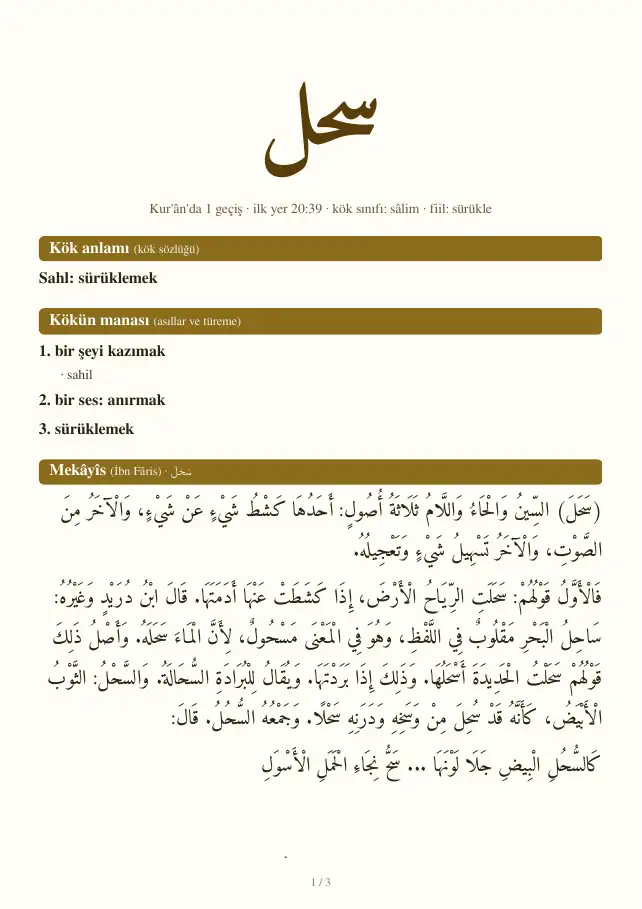 سحل
Kur'ân'da 1 geçiş · ilk yer 20:39 · kök sınıfı: sâlim · fiil: sürükle
Kök anlamı (kök sözlüğü)
Sahl: sürüklemek
Kökün manası (asıllar ve türeme)
1. bir şeyi kazımak
· sahil
2. bir ses: anırmak
3. sürüklemek
Mekâyîs (İbn Fâris) · سَحَلَ
(سَحَلَ) السِّينُ وَالْحَاءُ وَاللَّامُ ثَلَاثَةُ أُصُولٍ: أَحَدُهَا كَشْطُ شَيْءٍ عَنْ شَيْءٍ، وَالْآخَرُ مِنَ
الصَّوْتِ، وَالْآخَرُ تَسْهِيلُ شَيْءٍ وَتَعْجِيلُهُ.
فَالْأَوَّلُ قَوْلُهُمْ: سَحَلَتِ الرِّيَاحُ الْأَرْضَ، إِذَا كَشَطَتْ عَنْهَا أَدَمَتَهَا. قَالَ ابْنُ دُرَيْدٍ وَغَيْرُهُ:
سَاحِلُ الْبَحْرِ مَقْلُوبٌ فِي اللَّفْظِ، وَهُوَ فِي الْمَعْنَى مَسْحُولٌ، لِأَنَّ الْمَاءَ سَحَلَهُ. وَأَصْلُ ذَلِكَ
قَوْلُهُمْ سَحَلْتُ الْحَدِيدَةَ أَسْحَلُهَا. وَذَلِكَ إِذَا بَرَدْتَهَا. وَيُقَالُ لِلْبُرَادَةِ السُّحَالَةُ. وَالسَّحْلُ: الثَّوْبُ
الْأَبْيَضُ، كَأَنَّهُ قَدْ سُحِلَ مِنْ وَسَخِهِ وَدَرَنِهِ سَحْلًا. وَجَمْعُهُ السُّحُلُ. قَالَ:
كَالسُّحُلِ الْبِيضِ جَلَا لَوْنَهَا ... سَحُّ نِجَاءِ الْحَمَلِ الْأَسْوَلِ
1 / 3